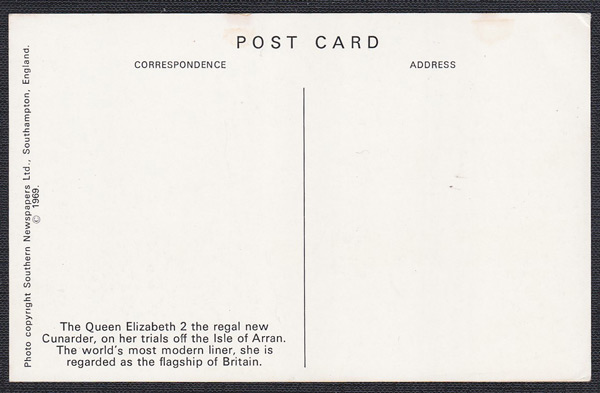 POST CARD
CORRESPONDENCE
ADDRESS
Photo copyright Southern Newspapers Ltd., Southampton, England.
© 1969.
The Queen Elizabeth 2 the regal new
Cunarder, on her trials off the Isle of Arran.
The world's most modern liner, she is
regarded as the flagship of Britain.